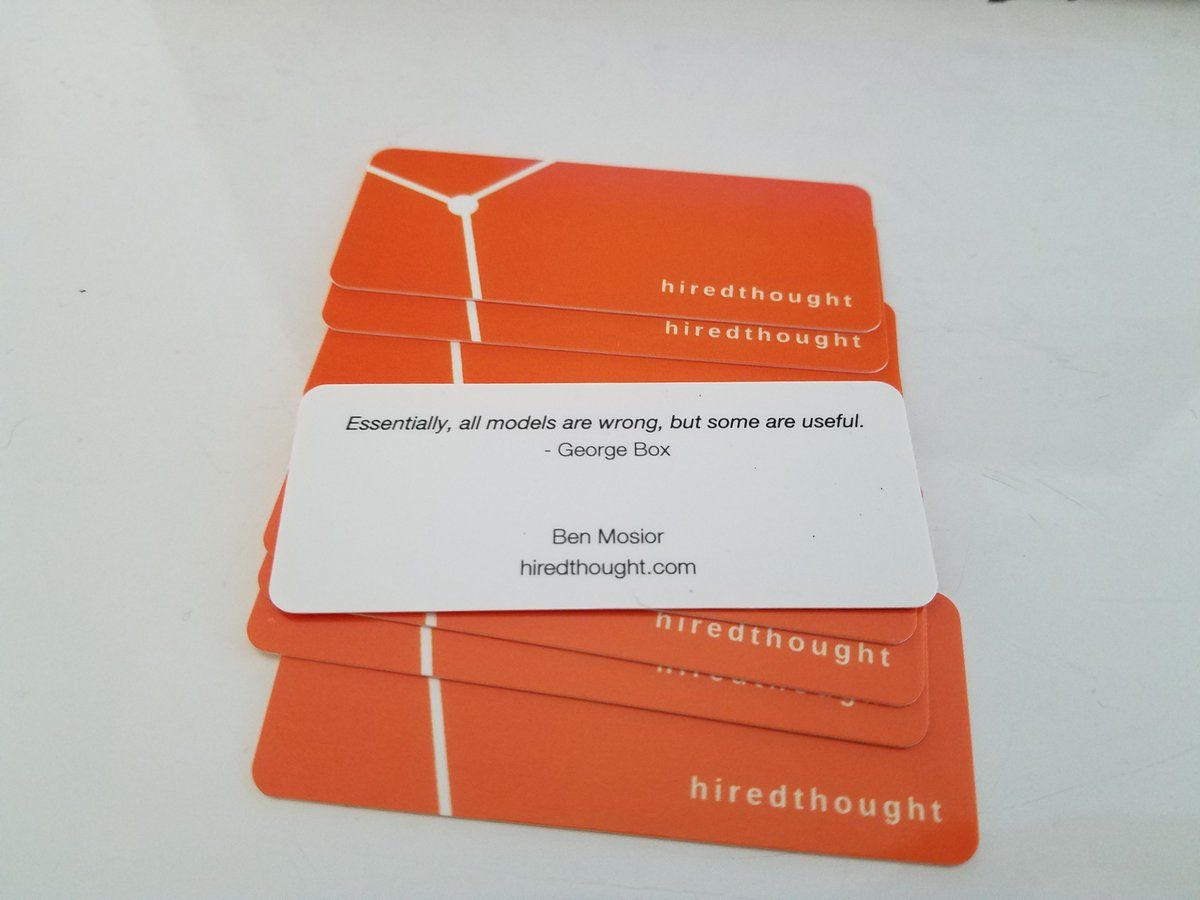 hiredthought
hiredthought
Essentially, all models are wrong, but some are useful.
- George Box
Ben Mosior
hiredthought.com
hiredthought
hiredthought